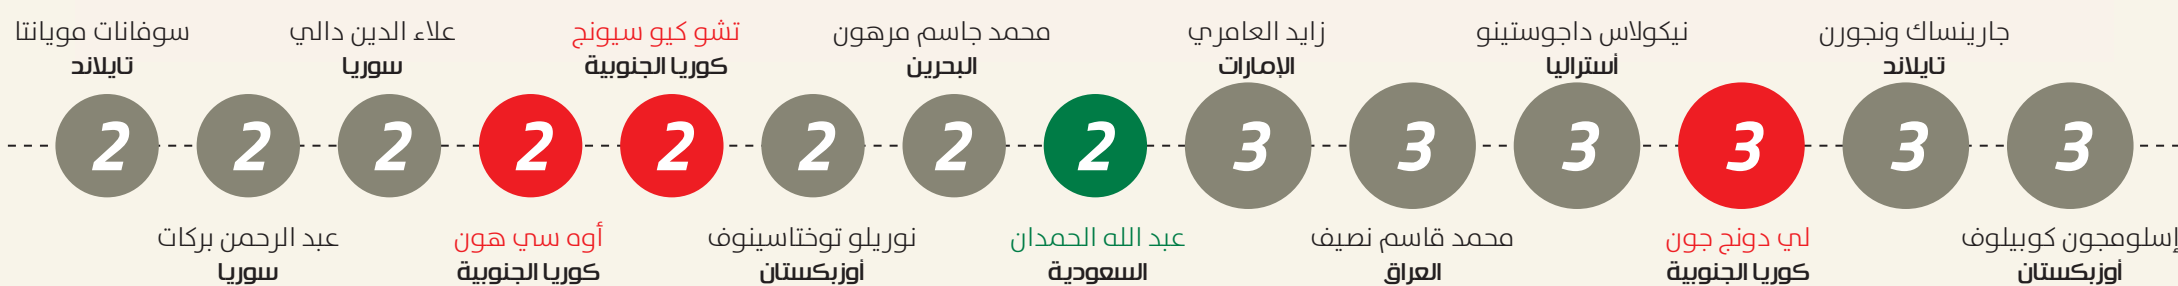 جارينساك ونجورن
تايلاند
نيكولاس داجوستينو
أستراليا
زايد العامري
الإمارات
محمد جاسم مرهون
البحرين
تشو كيو سيونج
كوريا الجنوبية
علاء الدين دالي
سوريا
سوفانات مويانتا
تايلاند
3 3 3 3 3 3 2 2 2 2 2 2 2 2
إسلومجون كوبيلوف
أوزبكستان
لي دونج جون
كوريا الجنوبية
محمد قاسم نصيف
العراق
عبد الله الحمدان
السعودية
نوريلو توختاسينوف
أوزبكستان
أوه سي هون
كوريا الجنوبية
عبد الرحمن بركات
سوريا